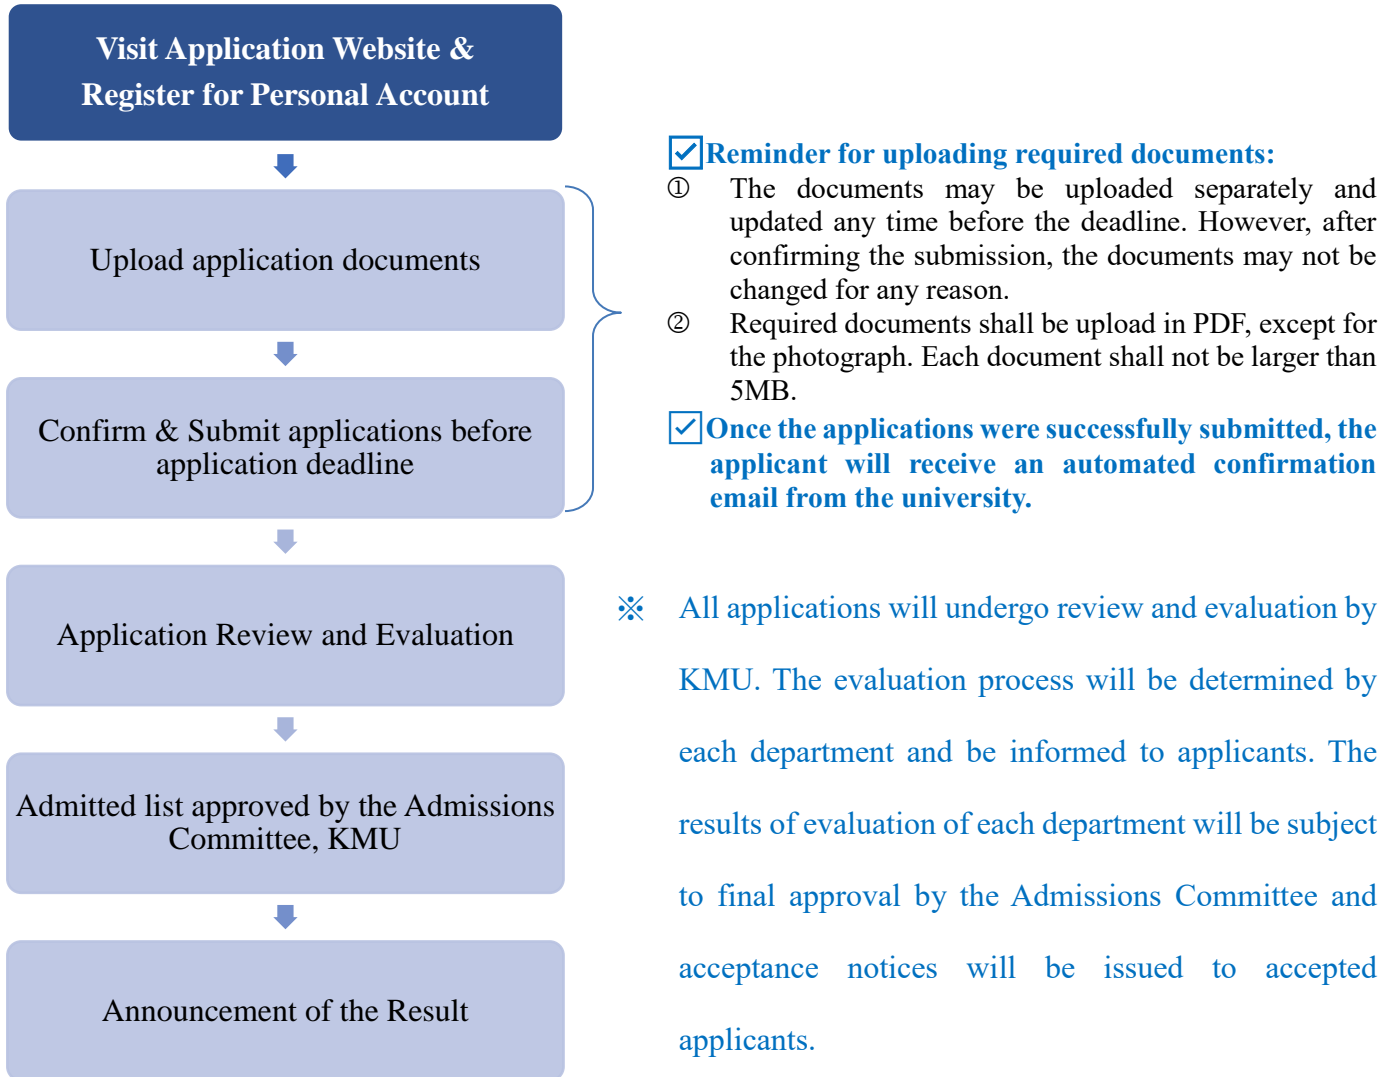 Visit Application Website &
Register for Personal Account
Upload application documents
Confirm & Submit applications before
application deadline
Application Review and Evaluation
Admitted list approved by the Admissions
Committee, KMU
Announcement of the Result
☑Reminder for uploading required documents:
① The documents may be uploaded separately and
updated any time before the deadline. However, after
confirming the submission, the documents may not be
changed for any reason.
② Required documents shall be upload in PDF, except for
the photograph. Each document shall not be larger than
5MB.
☑Once the applications were successfully submitted, the
applicant will receive an automated confirmation
email from the university.
※ All applications will undergo review and evaluation by
KMU. The evaluation process will be determined by
each department and be informed to applicants. The
results of evaluation of each department will be subject
to final approval by the Admissions Committee and
acceptance notices will be issued to accepted
applicants.